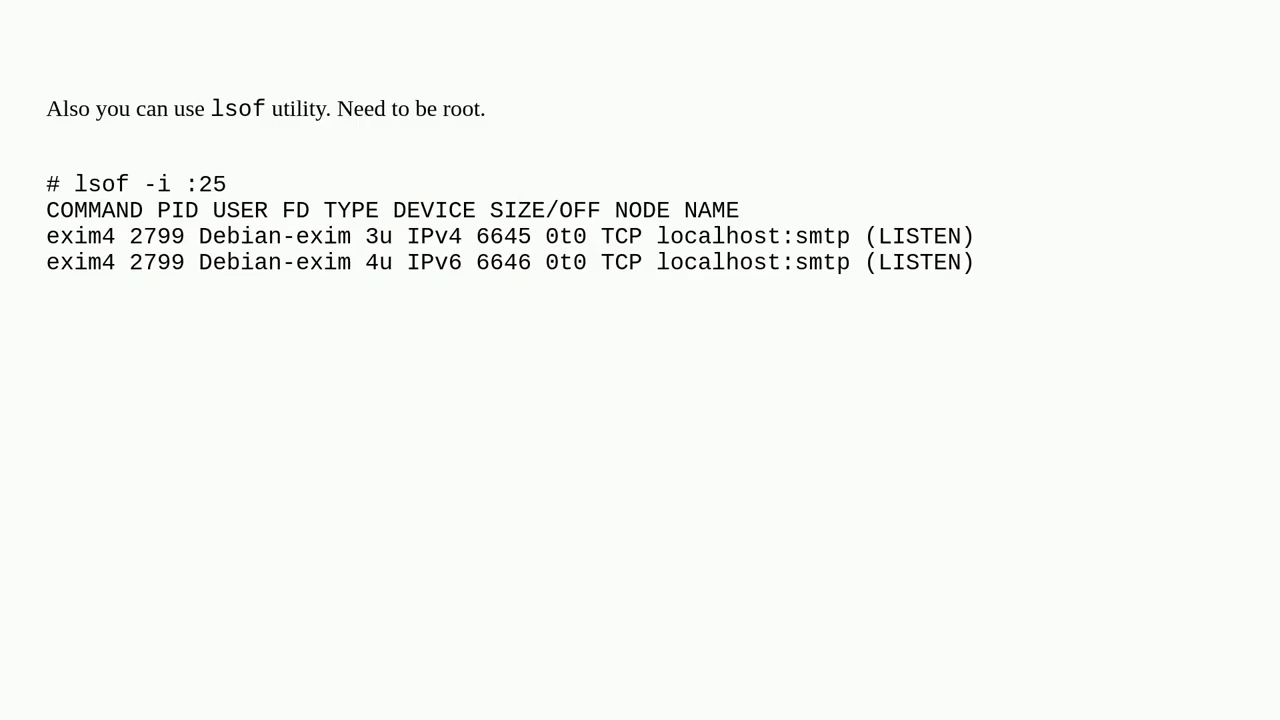 Also you can use lsof utility. Need to be root.
# lsof -i :25
COMMAND PID USER FD TYPE DEVICE SIZE/OFF NODE NAME
exim4 2799 Debian-exim 3u IPv4 6645 0t0 TCP localhost:smtp (LISTEN)
exim4 2799 Debian-exim 4u IPv6 6646 0t0 TCP localhost:smtp (LISTEN)